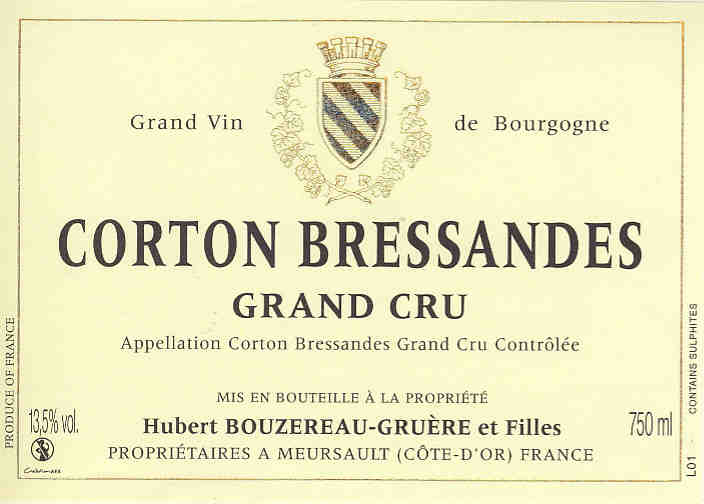 Grand Vin de Bourgogne
CORTON BRESSANDES
GRAND CRU
Appellation Corton Bressandes Grand Cru Contrôlée
MIS EN BOUTEILLE À LA PROPRIÉTÉ
Hubert BOUZEREAU-GRUÈRE et Filles
PROPRIÉTAIRES A MEURSAULT (CÔTE-D'OR) FRANCE
13,5% vol.
750 ml
PRODUCE OF FRANCE
L01 - CONTAINS SULPHITES